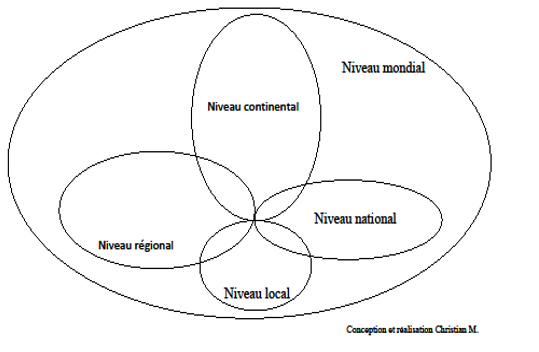 Niveau mondial
Niveau continental
Niveau national
Niveau régional
Niveau local
Conception et réalisation Christian M.